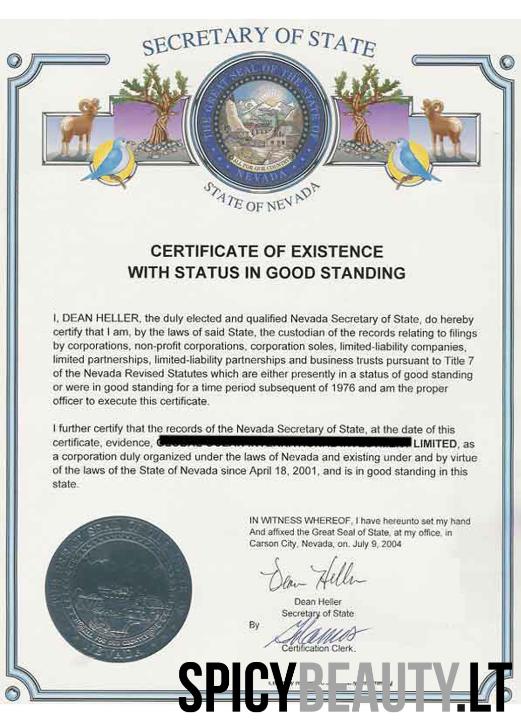 SECRETARY OF STATE
THE GREAT SEAL OF THE STATE OF
NEVADA
ALL FOR OUR COUNTRY
STATE OF NEVADA
CERTIFICATE OF EXISTENCE
WITH STATUS IN GOOD STANDING
I, DEAN HELLER, the duly elected and qualified Nevada Secretary of State, do hereby
certify that I am, by the laws of said State, the custodian of the records relating to filings
by corporations, non-profit corporations, corporation soles, limited-liability companies,
limited partnerships, limited-liability partnerships and business trusts pursuant to Title 7
of the Nevada Revised Statutes which are either presently in a status of good standing
or were in good standing for a time period subsequent of 1976 and am the proper
officer to execute this certificate.
I further certify that the records of the Nevada Secretary of State, at the date of this
certificate, evidence, LIMITED, as
a corporation duly organized under the laws of Nevada and existing under and by virtue
of the laws of the State of Nevada since April 18, 2001, and is in good standing in this
state.
IN WITNESS WHEREOF, I have hereunto set my hand
And affixed the Great Seal of State, at my office, in
Carson City, Nevada, on, July 9, 2004
Dean Heller
Dean Heller
Secretary of State
By
Certification Clerk.
NEVADA
SPICYBEAUTY.LT